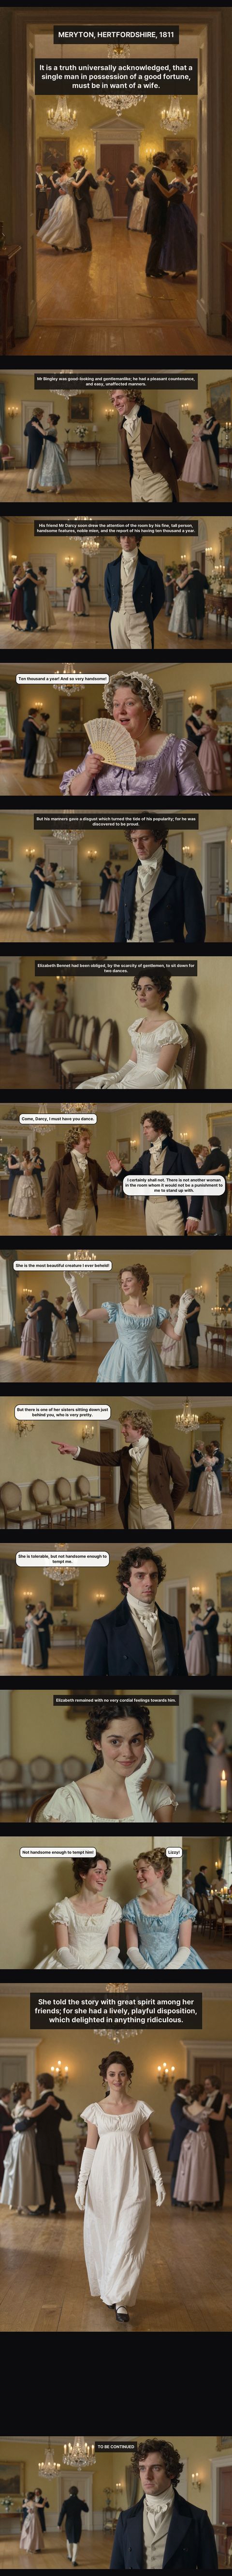 MERYTON, HERTFORDSHIRE, 1811
It is a truth universally acknowledged, that a
single man in possession of a good fortune,
must be in want of a wife.
Mr Bingley was good-looking and gentlemanlike; he had a pleasant countenance,
and easy, unaffected manners.
His friend Mr Darcy soon drew the attention of the room by his fine, tall person,
handsome features, noble mien, and the report of his having ten thousand a year.
Ten thousand a year! And so very handsome!
But his manners gave a disgust which turned the tide of his popularity; for he was
discovered to be proud.
Elizabeth Bennet had been obliged, by the scarcity of gentlemen, to sit down for
two dances.
Come, Darcy, I must have you dance.
I certainly shall not. There is not another woman
in the room whom it would not be a punishment to
me to stand up with.
She is the most beautiful creature I ever beheld!
But there is one of her sisters sitting down just
behind you, who is very pretty.
She is tolerable, but not handsome enough to
tempt me.
Elizabeth remained with no very cordial feelings towards him.
Not handsome enough to tempt him!
Lizzy!
She told the story with great spirit among her
friends; for she had a lively, playful disposition,
which delighted in anything ridiculous.
TO BE CONTINUED